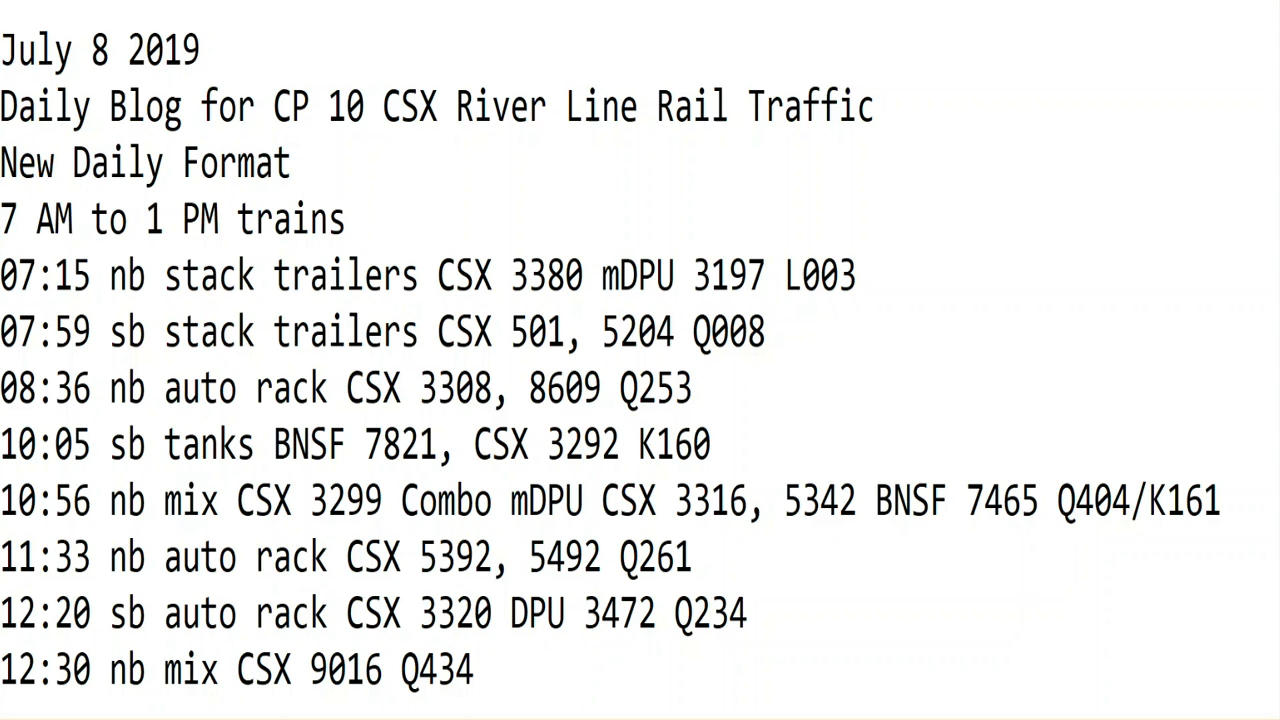 July 8 2019
Daily Blog for CP 10 CSX River Line Rail Traffic
New Daily Format
7 AM to 1 PM trains
07:15 nb stack trailers CSX 3380 mDPU 3197 L003
07:59 sb stack trailers CSX 501, 5204 Q008
08:36 nb auto rack CSX 3308, 8609 Q253
10:05 sb tanks BNSF 7821, CSX 3292 K160
10:56 nb mix CSX 3299 Combo mDPU CSX 3316, 5342 BNSF 7465 Q404/K161
11:33 nb auto rack CSX 5392, 5492 Q261
12:20 sb auto rack CSX 3320 DPU 3472 Q234
12:30 nb mix CSX 9016 Q434